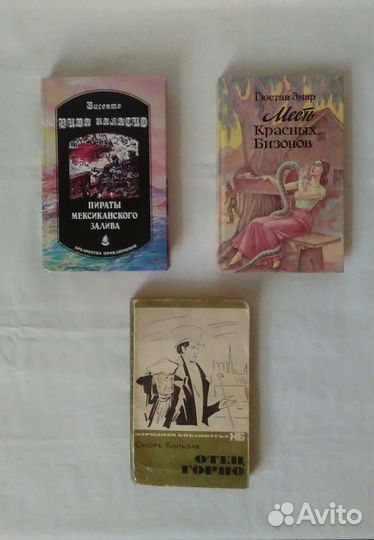 Висенте
РИВА ПАЛАСИО
ПИРАТЫ
МЕКСИКАНСКОГО
ЗАЛИВА
БИБЛИОТЕКА ПРИКЛЮЧЕНИЙ
Гюстав Эмар
Месть
Красных
Бизонов
НАРОДНАЯ БИБЛИОТЕКА НБ
Оноре Бальзак
ОТЕЦ
ГОРИО
Avito